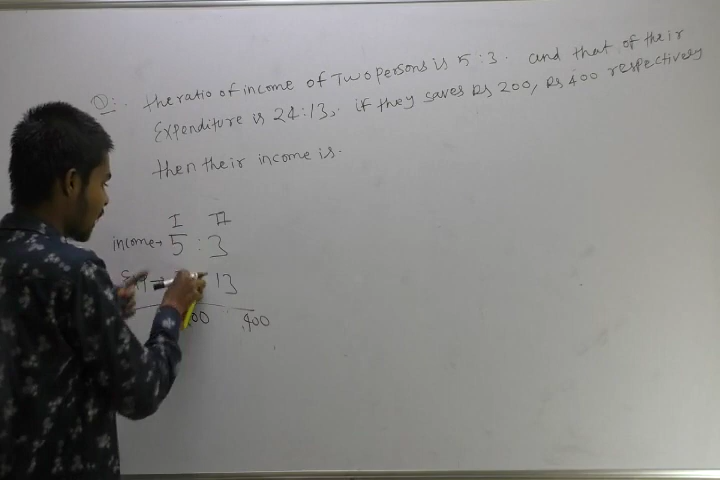 Q:. the ratio of income of Two persons is 5:3. and that of their
Expenditure is 24:13, if they saves Rs 200, Rs 400 respectively
then their income is.
I II
income→ 5 : 3
13
400